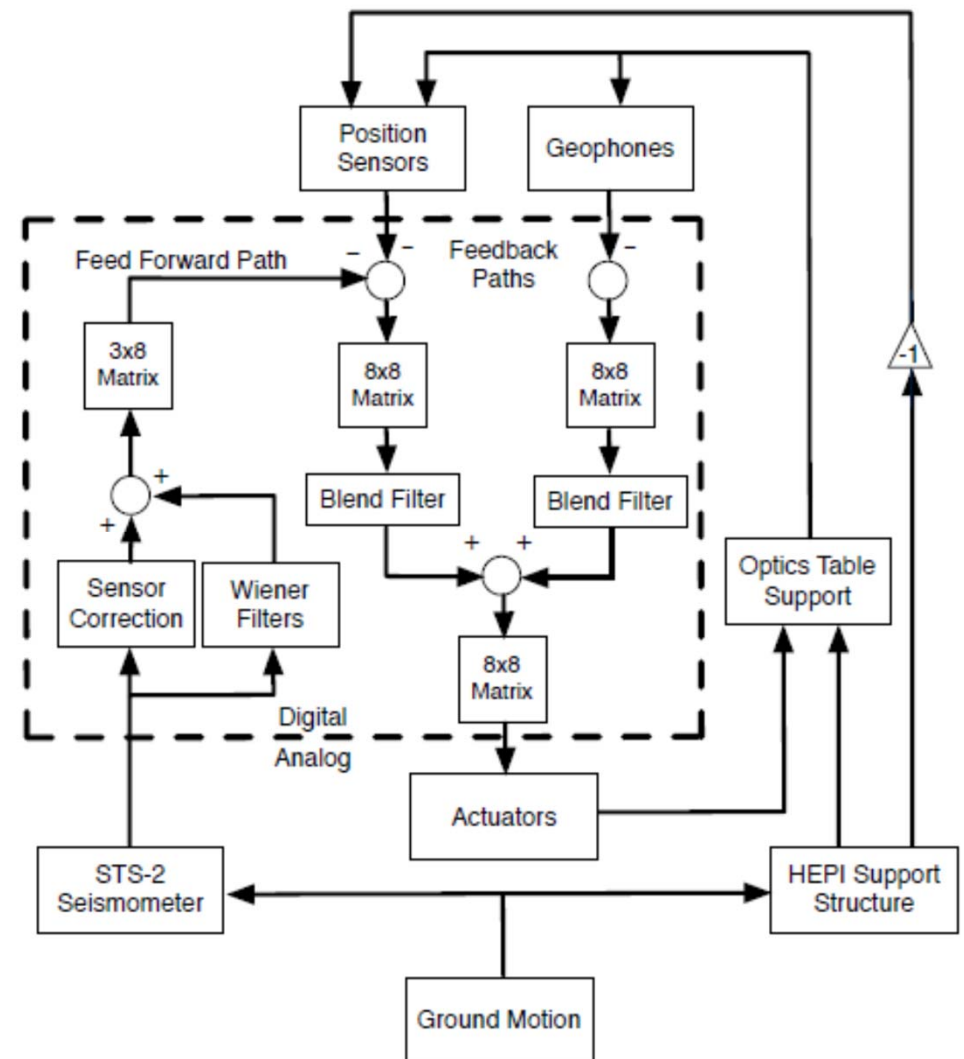 Position
Sensors
Geophones
−
−
−
Feed Forward Path
Feedback
Paths
3x8
Matrix
8x8
Matrix
8x8
Matrix
-1
+
+
Blend Filter
Blend Filter
+
+
Sensor
Correction
Wiener
Filters
Optics Table
Support
8x8
Matrix
Digital
Analog
Actuators
STS-2
Seismometer
HEPI Support
Structure
Ground Motion